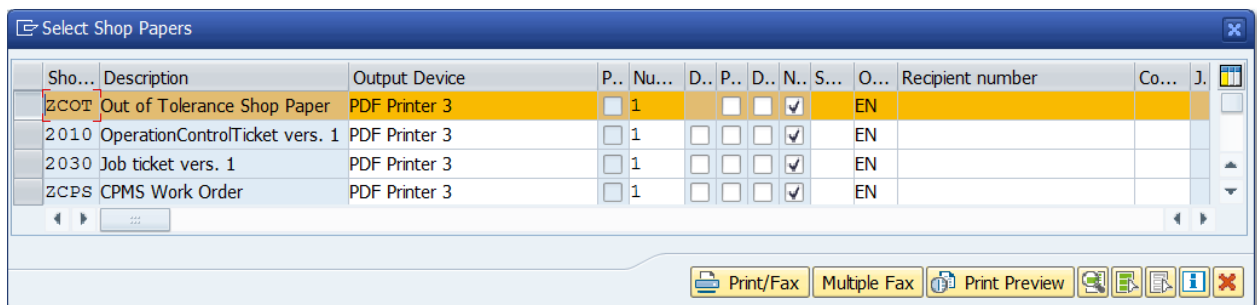 Select Shop Papers
Sho... Description Output Device P.. Nu... D.. P.. D.. N.. S... O... Recipient number Co... J.
ZCOT Out of Tolerance Shop Paper PDF Printer 3 1 EN
2010 OperationControlTicket vers. 1 PDF Printer 3 1 EN
2030 Job ticket vers. 1 PDF Printer 3 1 EN
ZCPS CPMS Work Order PDF Printer 3 1 EN
Print/Fax Multiple Fax Print Preview